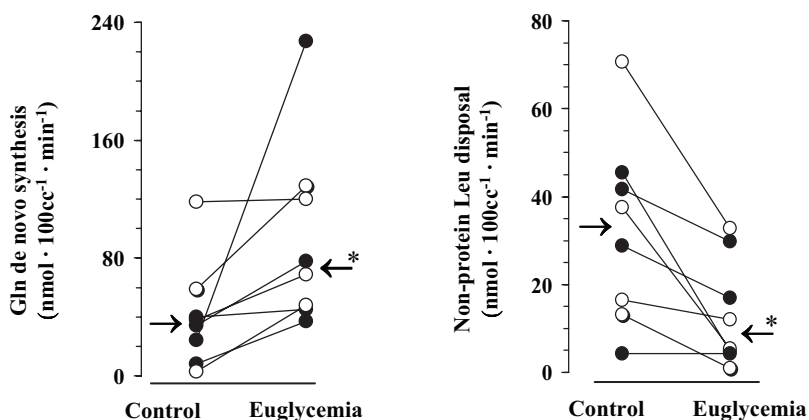 Gln de novo synthesis
(nmol · 100cc⁻¹ · min⁻¹)
240
160
80
0
*
Control
Euglycemia
Non-protein Leu disposal
(nmol · 100cc⁻¹ · min⁻¹)
80
60
40
20
0
*
Control
Euglycemia